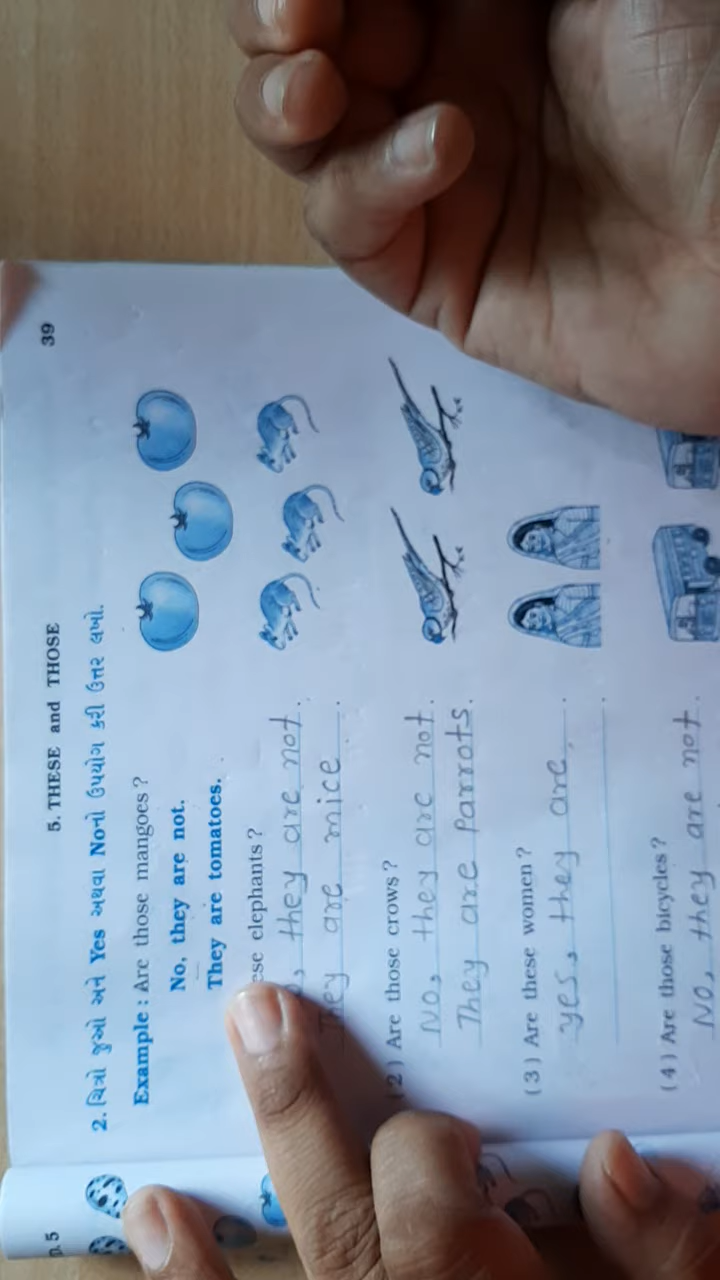 5. THESE and THOSE
39
2. ચિત્રો જુઓ અને Yes અથવા Noનો ઉપયોગ કરી ઉત્તર લખો.
Example : Are those mangoes ?
No, they are not.
They are tomatoes.
elephants ?
they are not.
are mice.
(2) Are those crows ?
No, they are not.
They are parrots.
(3) Are these women ?
yes, they are.
(4) Are those bicycles ?
No, they are not